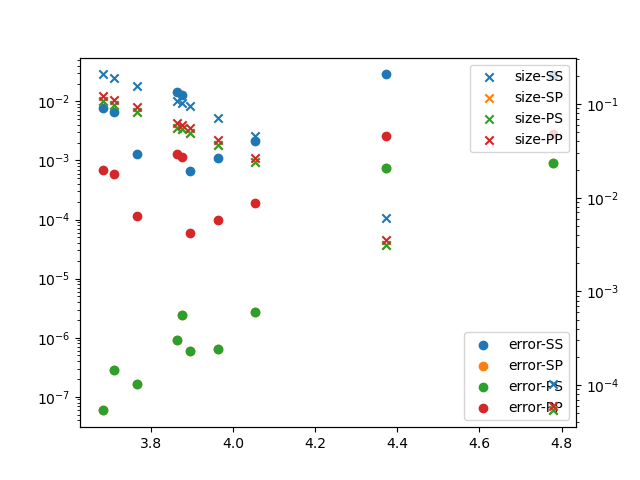 10⁻²
10⁻³
10⁻⁴
10⁻⁵
10⁻⁶
10⁻⁷
3.8
4.0
4.2
4.4
4.6
4.8
10⁻¹
10⁻²
10⁻³
10⁻⁴
size-SS
size-SP
size-PS
size-PP
error-SS
error-SP
error-PS
error-PP